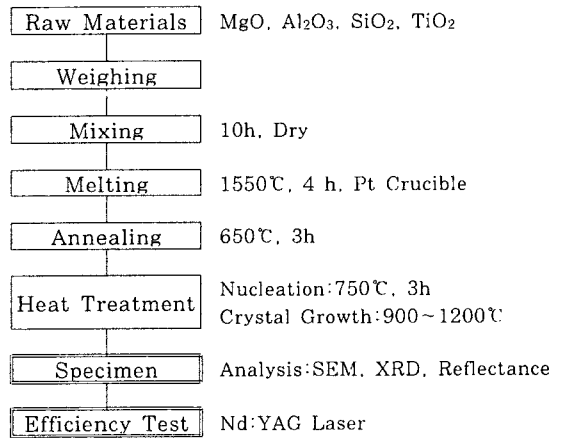 Raw Materials MgO, Al₂O₃, SiO₂, TiO₂
Weighing
Mixing 10h, Dry
Melting 1550℃, 4 h, Pt Crucible
Annealing 650℃, 3h
Heat Treatment
Nucleation:750℃, 3h
Crystal Growth:900~1200℃
Specimen Analysis:SEM, XRD, Reflectance
Efficiency Test Nd:YAG Laser